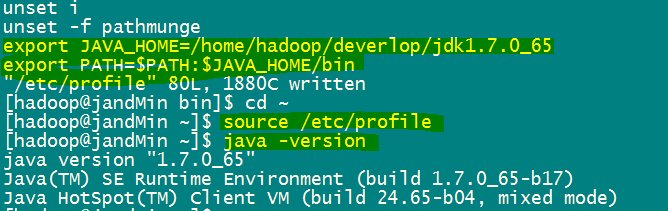 unset i
unset -f pathmunge
export JAVA_HOME=/home/hadoop/deverlop/jdk1.7.0_65
export PATH=$PATH:$JAVA_HOME/bin
"/etc/profile" 80L, 1880C written
[hadoop@jandMin bin]$ cd ~
[hadoop@jandMin ~]$ source /etc/profile
[hadoop@jandMin ~]$ java -version
java version "1.7.0_65"
Java(TM) SE Runtime Environment (build 1.7.0_65-b17)
Java HotSpot(TM) Client VM (build 24.65-b04, mixed mode)